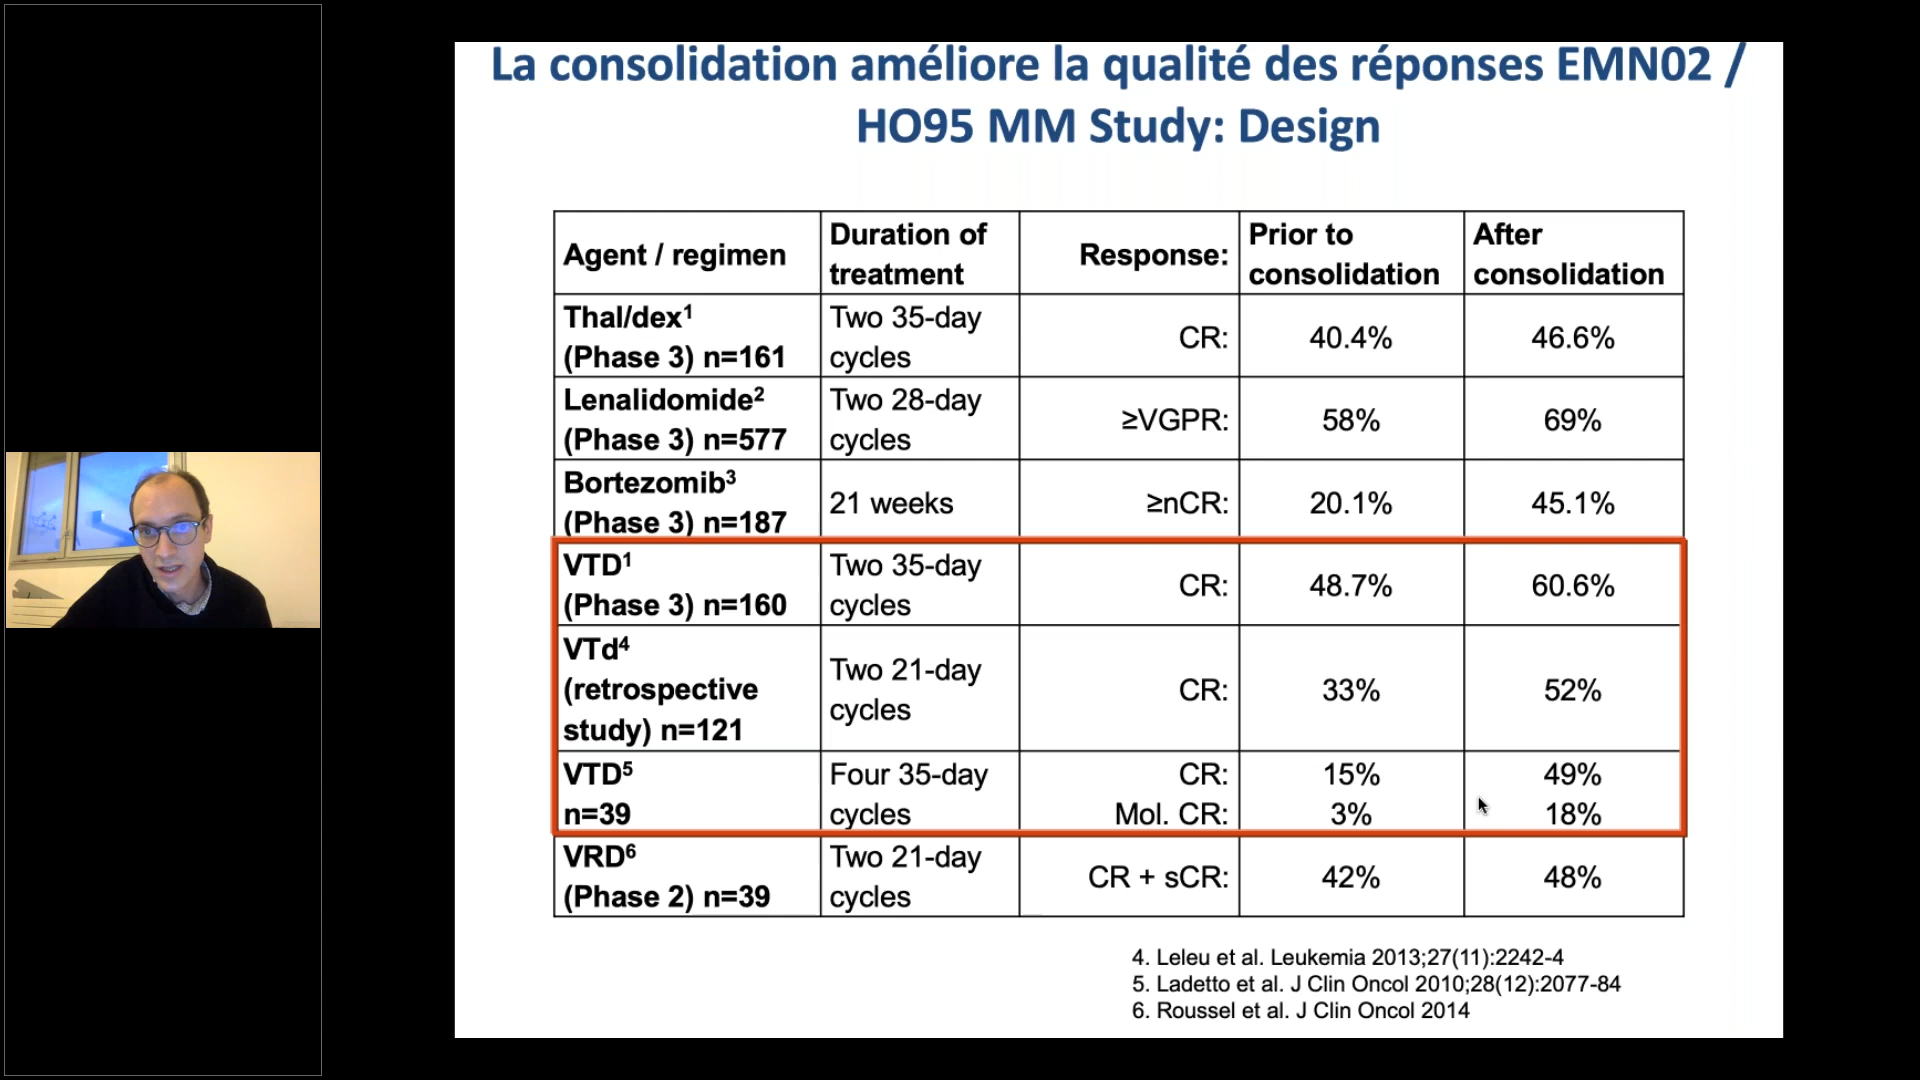 La consolidation améliore la qualité des réponses EMN02 /
HO95 MM Study: Design
Agent / regimen
Duration of
treatment
Response:
Prior to
consolidation
After
consolidation
Thal/dex¹
(Phase 3) n=161
Two 35-day
cycles
CR:
40.4%
46.6%
Lenalidomide²
(Phase 3) n=577
Two 28-day
cycles
≥VGPR:
58%
69%
Bortezomib³
(Phase 3) n=187
21 weeks
≥nCR:
20.1%
45.1%
VTD¹
(Phase 3) n=160
Two 35-day
cycles
CR:
48.7%
60.6%
VTd⁴
(retrospective
study) n=121
Two 21-day
cycles
CR:
33%
52%
VTD⁵
n=39
Four 35-day
cycles
CR:
15%
49%
Mol. CR:
3%
18%
VRD⁶
(Phase 2) n=39
Two 21-day
cycles
CR + sCR:
42%
48%
4. Leleu et al. Leukemia 2013;27(11):2242-4
5. Ladetto et al. J Clin Oncol 2010;28(12):2077-84
6. Roussel et al. J Clin Oncol 2014